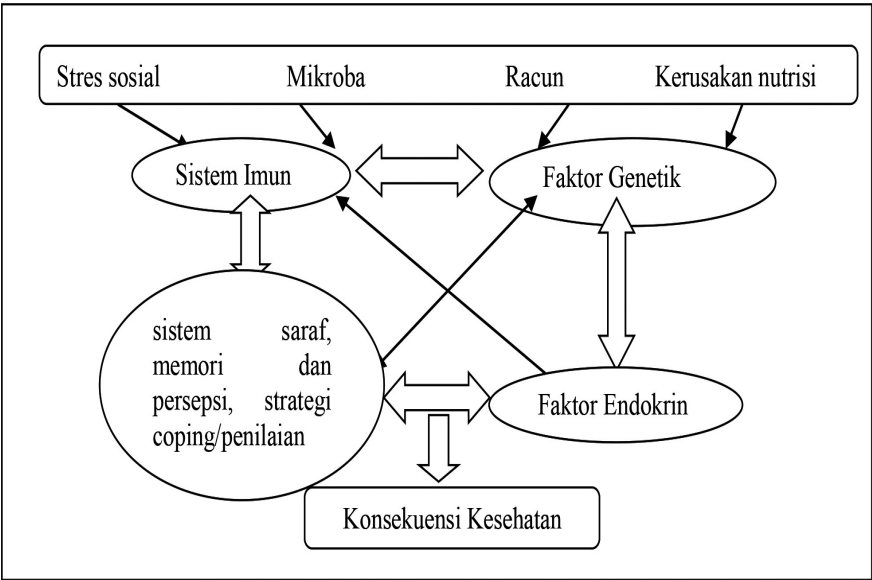 Stres sosial Mikroba Racun Kerusakan nutrisi
Sistem Imun
Faktor Genetik
sistem saraf,
memori dan
persepsi, strategi
coping/penilaian
Faktor Endokrin
Konsekuensi Kesehatan